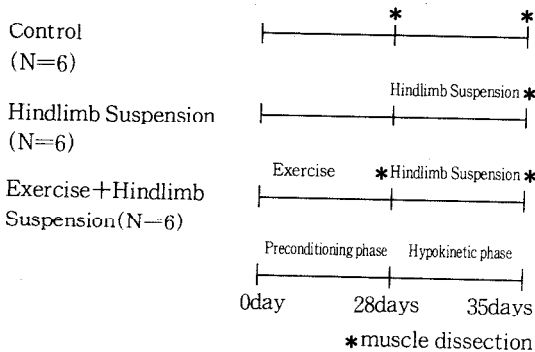 * *
Control
(N=6)
Hindlimb Suspension *
Hindlimb Suspension
(N=6)
Exercise * Hindlimb Suspension *
Exercise+Hindlimb
Suspension(N-6)
Preconditioning phase Hypokinetic phase
0day 28days 35days
*muscle dissection